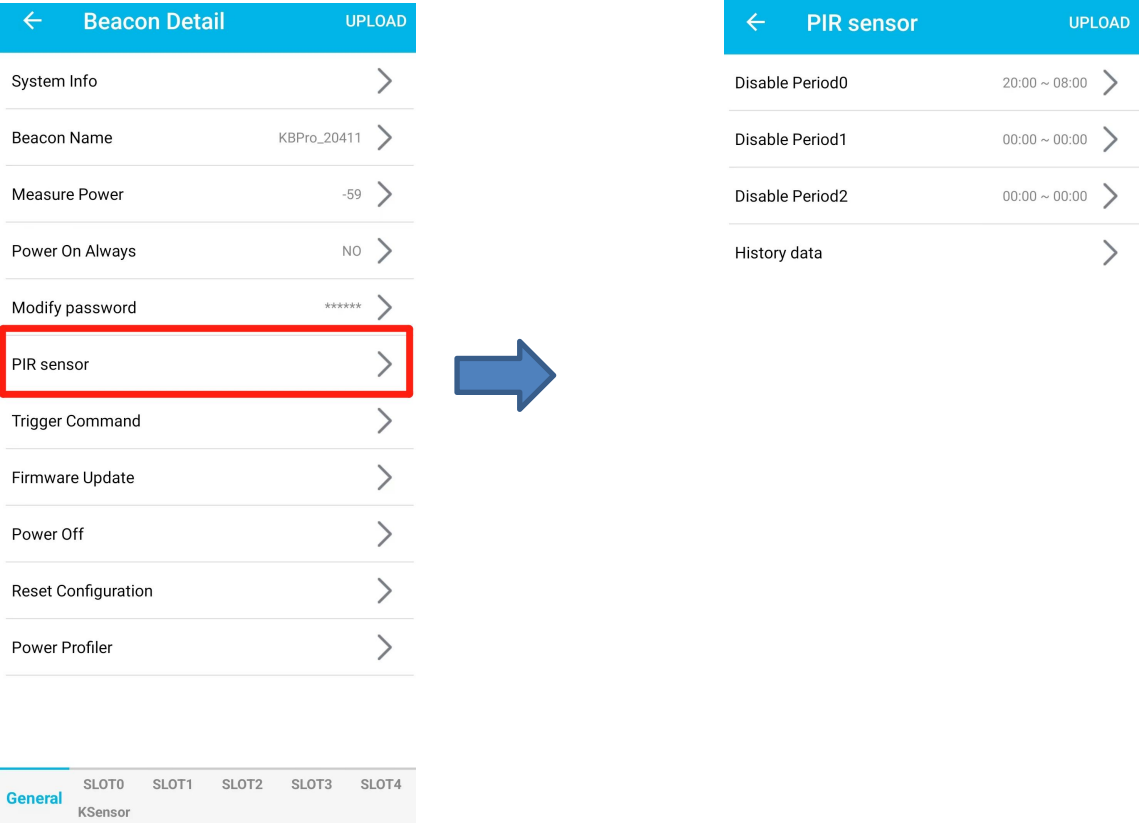 Beacon Detail UPLOAD
System Info
Beacon Name KBPro_20411
Measure Power -59
Power On Always NO
Modify password ******
PIR sensor
Trigger Command
Firmware Update
Power Off
Reset Configuration
Power Profiler
General SLOT0 SLOT1 SLOT2 SLOT3 SLOT4
KSensor
PIR sensor UPLOAD
Disable Period0 20:00 ~ 08:00
Disable Period1 00:00 ~ 00:00
Disable Period2 00:00 ~ 00:00
History data